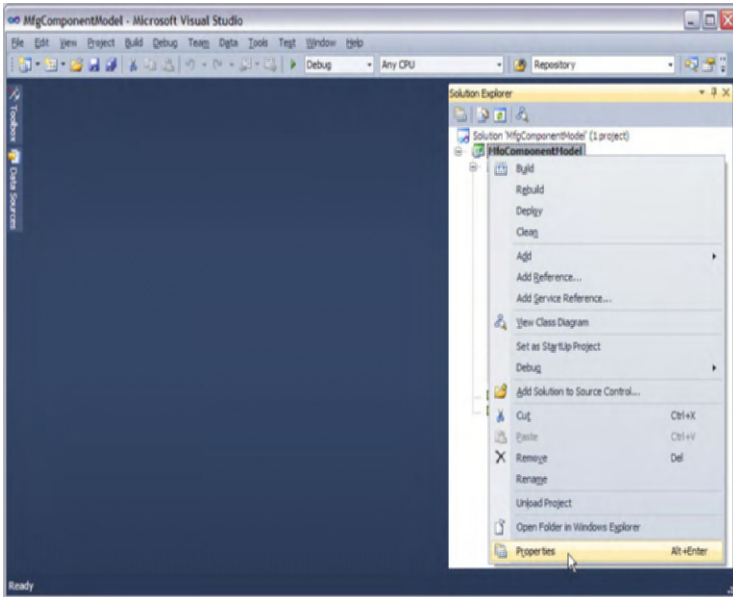 MfgComponentModel - Microsoft Visual Studio
File Edit View Project Build Debug Team Data Tools Test Window Help
Debug Any CPU Repository
Toolbox
Data Sources
Solution Explorer
Solution 'MfgComponentModel' (1 project)
MfgComponentModel
Build
Rebuild
Deploy
Clean
Add
Add Reference...
Add Service Reference...
View Class Diagram
Set as StartUp Project
Debug
Add Solution to Source Control...
Cut Ctrl+X
Paste Ctrl+V
Remove Del
Rename
Unload Project
Open Folder in Windows Explorer
Properties Alt+Enter
Ready